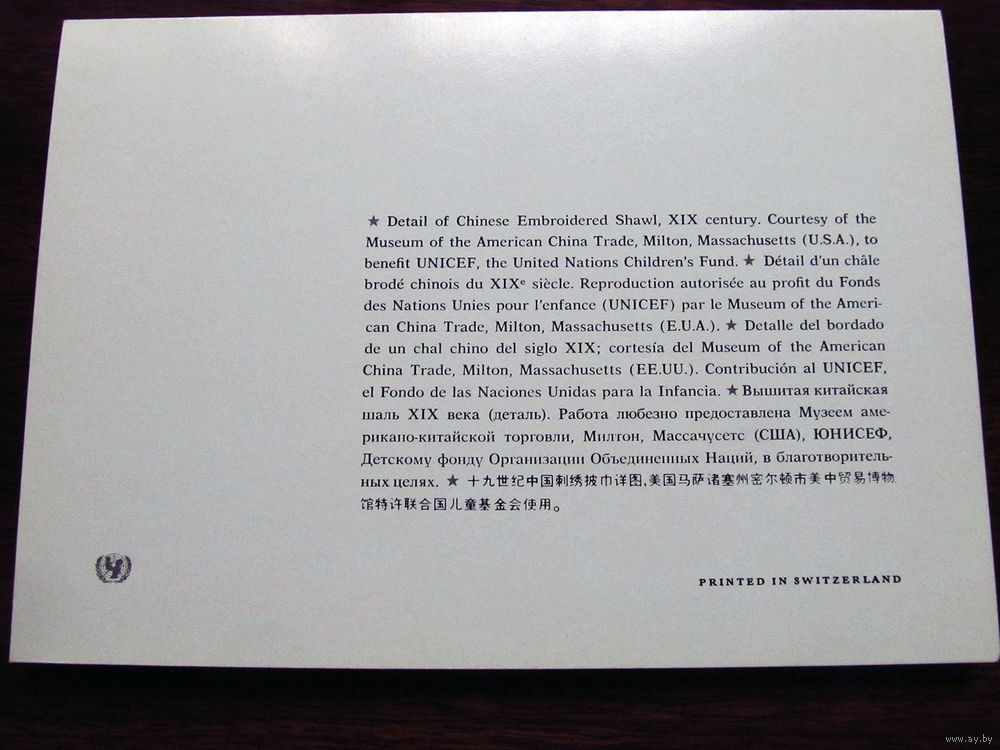 ★ Detail of Chinese Embroidered Shawl, XIX century. Courtesy of the
Museum of the American China Trade, Milton, Massachusetts (U.S.A.), to
benefit UNICEF, the United Nations Children's Fund. ★ Détail d'un châle
brodé chinois du XIXᵉ siècle. Reproduction autorisée au profit du Fonds
des Nations Unies pour l'enfance (UNICEF) par le Museum of the Ameri-
can China Trade, Milton, Massachusetts (E.U.A.). ★ Detalle del bordado
de un chal chino del siglo XIX; cortesía del Museum of the American
China Trade, Milton, Massachusetts (EE.UU.). Contribución al UNICEF,
el Fondo de las Naciones Unidas para la Infancia. ★ Вышитая китайская
шаль XIX века (деталь). Работа любезно предоставлена Музеем аме-
рикано-китайской торговли, Милтон, Массачусетс (США), ЮНИСЕФ,
Детскому фонду Организации Объединенных Наций, в благотворитель-
ных целях. ★ 十九世纪中国刺绣披巾详图,美国马萨诸塞州密尔顿市美中贸易博物
馆特许联合国儿童基金会使用。
PRINTED IN SWITZERLAND
www.ay.by